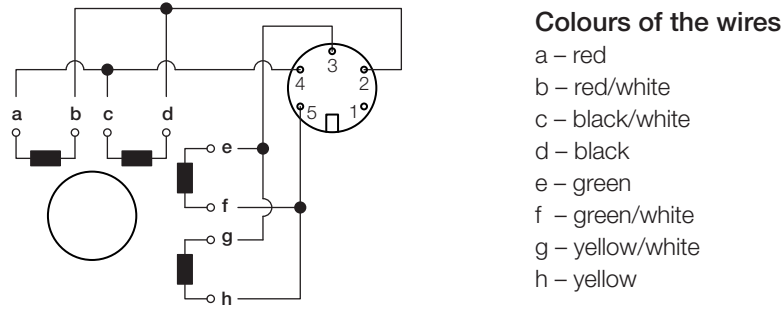 3
4 2
5 1
a b c d
e
f
g
h
Colours of the wires
a – red
b – red/white
c – black/white
d – black
e – green
f – green/white
g – yellow/white
h – yellow